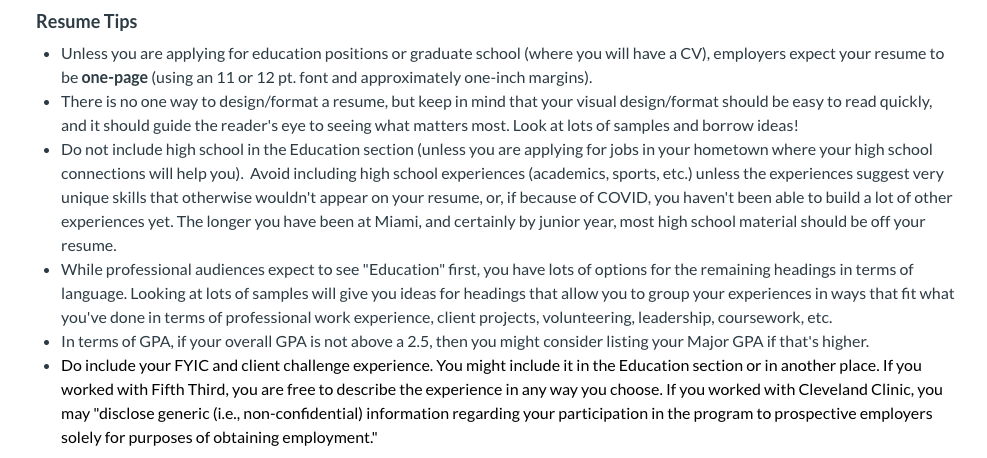 Resume Tips
Unless you are applying for education positions or graduate school (where you will have a CV), employers expect your resume to
be one-page (using an 11 or 12 pt. font and approximately one-inch margins).
There is no one way to design/format a resume, but keep in mind that your visual design/format should be easy to read quickly,
and it should guide the reader's eye to seeing what matters most. Look at lots of samples and borrow ideas!
Do not include high school in the Education section (unless you are applying for jobs in your hometown where your high school
connections will help you).  Avoid including high school experiences (academics, sports, etc.) unless the experiences suggest very
unique skills that otherwise wouldn't appear on your resume, or, if because of COVID, you haven't been able to build a lot of other
experiences yet. The longer you have been at Miami, and certainly by junior year, most high school material should be off your
resume.
While professional audiences expect to see "Education" first, you have lots of options for the remaining headings in terms of
language. Looking at lots of samples will give you ideas for headings that allow you to group your experiences in ways that fit what
you've done in terms of professional work experience, client projects, volunteering, leadership, coursework, etc.
In terms of GPA, if your overall GPA is not above a 2.5, then you might consider listing your Major GPA if that's higher.
Do include your FYIC and client challenge experience. You might include it in the Education section or in another place. If you
worked with Fifth Third, you are free to describe the experience in any way you choose. If you worked with Cleveland Clinic, you
may "disclose generic (i.e., non-confidential) information regarding your participation in the program to prospective employers
solely for purposes of obtaining employment."